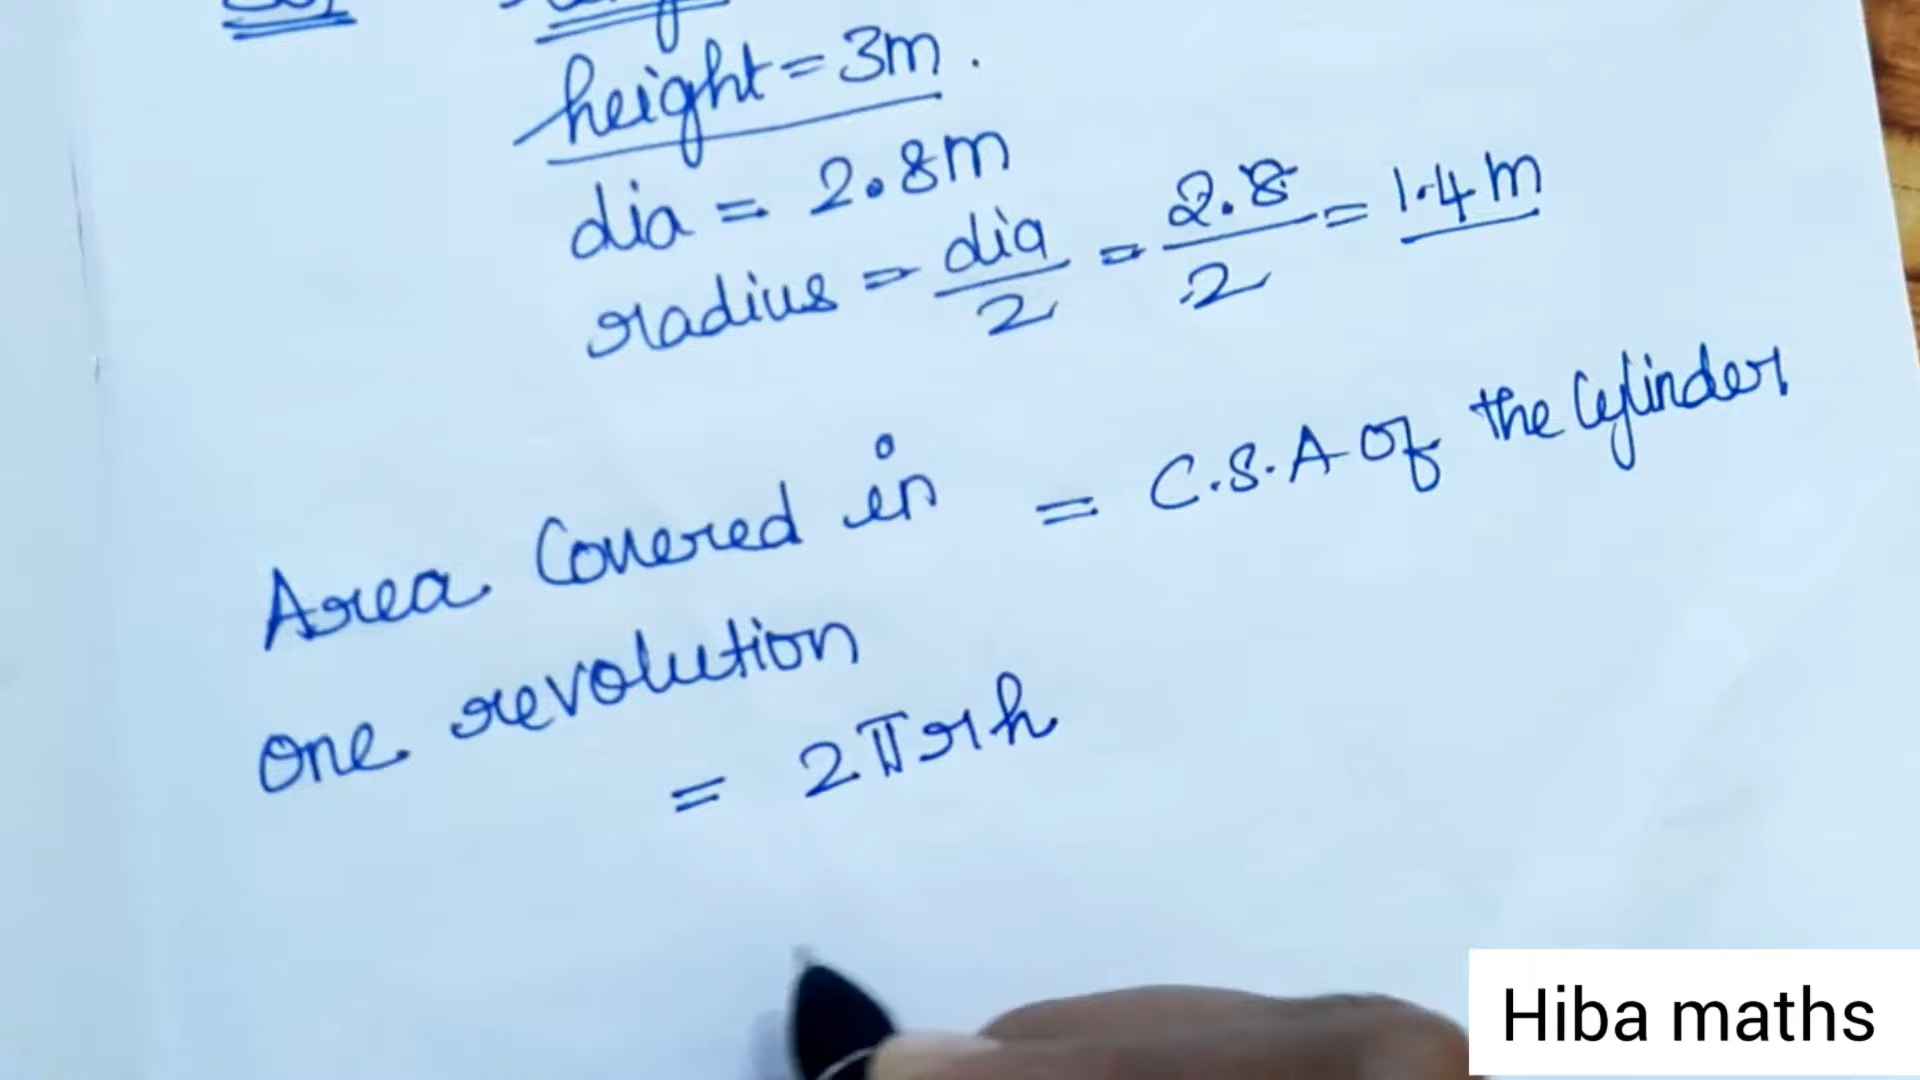 height = 3m.
dia = 2.8m
radius = dia/2 = 2.8/2 = 1.4m
Area Covered in = C.S.A of the Cylinder
one revolution
= 2πrh
Hiba maths